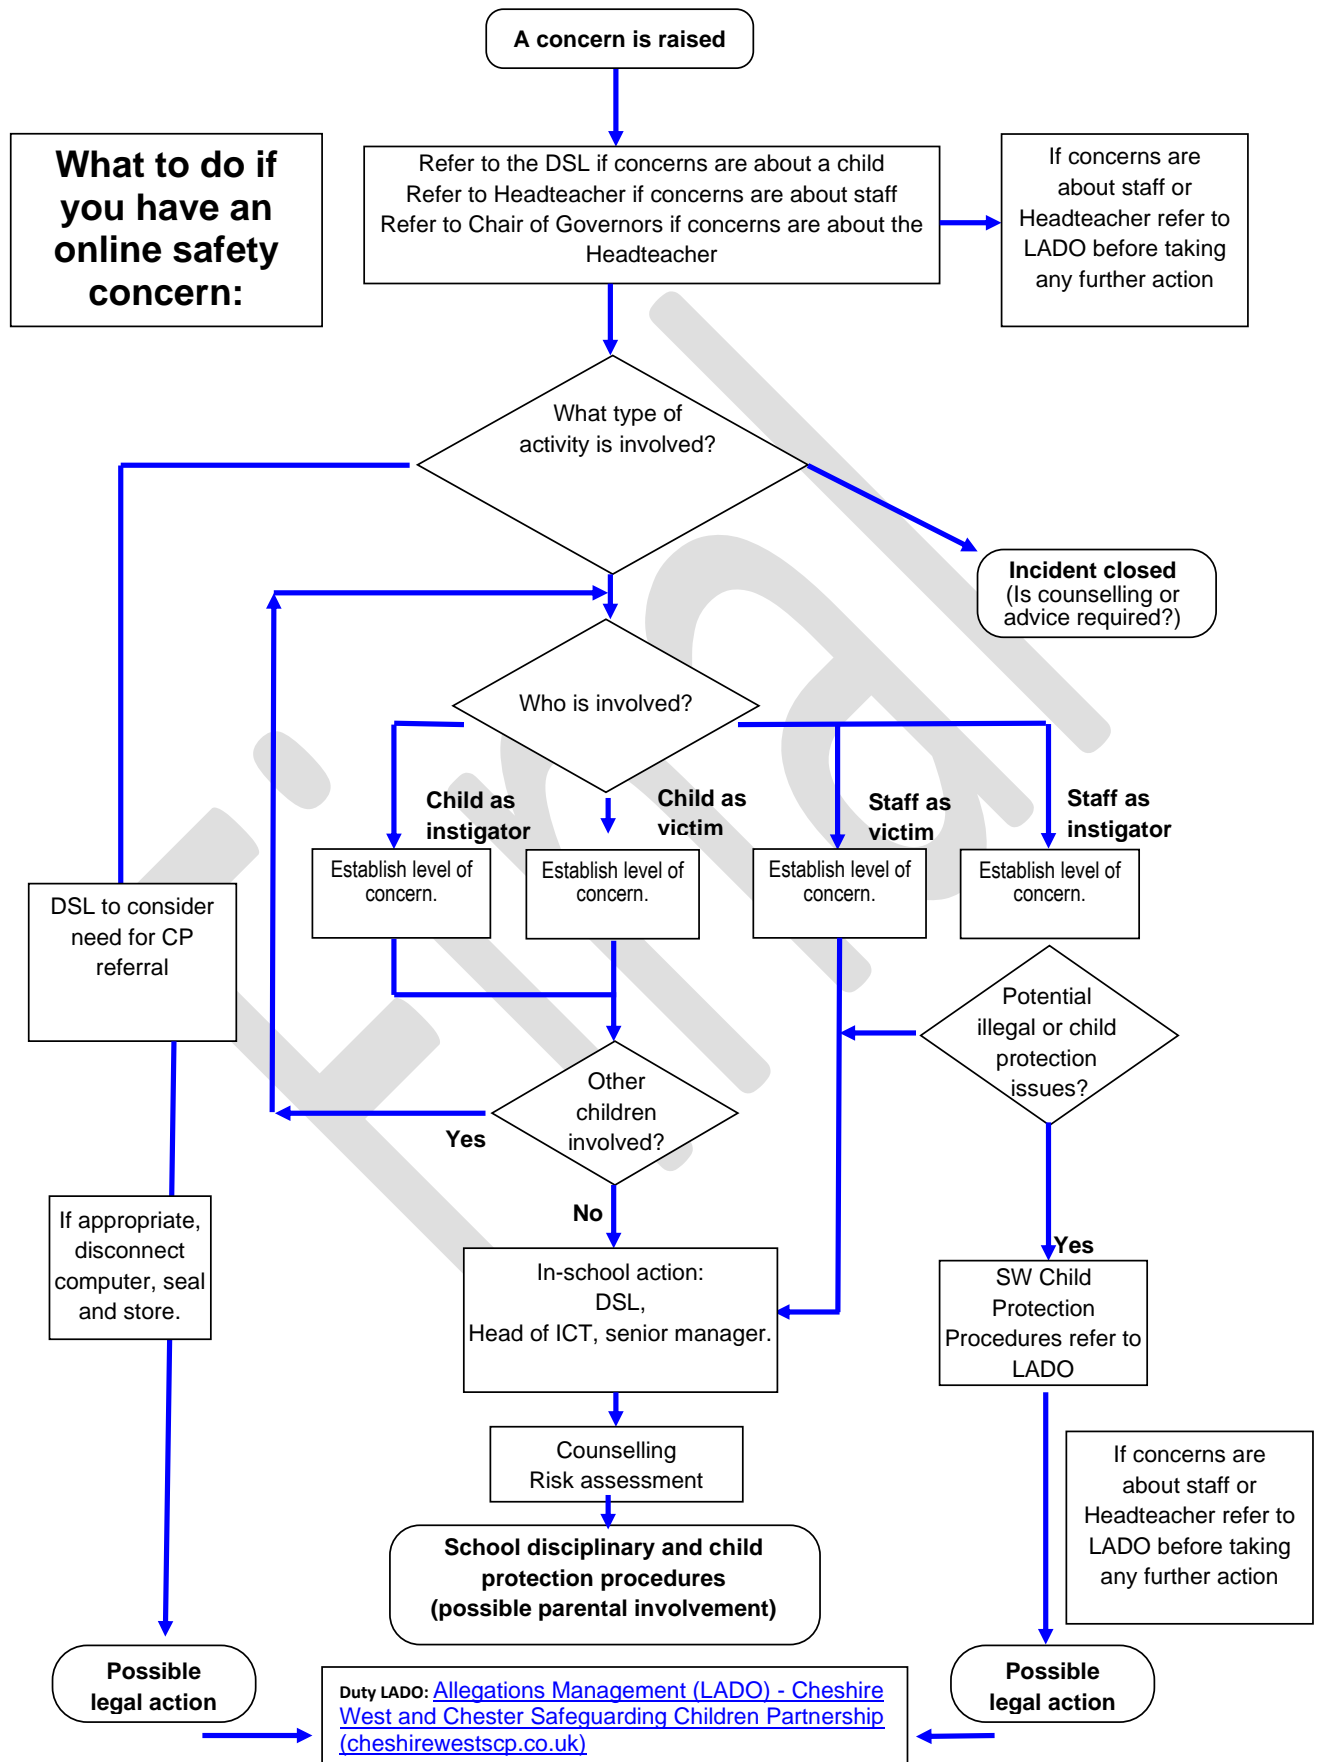 A concern is raised
What to do if
you have an
online safety
concern:
Refer to the DSL if concerns are about a child
Refer to Headteacher if concerns are about staff
Refer to Chair of Governors if concerns are about the
Headteacher
If concerns are
about staff or
Headteacher refer to
LADO before taking
any further action
What type of
activity is involved?
Incident closed
(Is counselling or
advice required?)
Who is involved?
Child as
instigator
Child as
victim
Staff as
victim
Staff as
instigator
Establish level of
concern.
Establish level of
concern.
Establish level of
concern.
Establish level of
concern.
DSL to consider
need for CP
referral
Potential
illegal or child
protection
issues?
Other
children
involved?
Yes
No
If appropriate,
disconnect
computer, seal
and store.
In-school action:
DSL,
Head of ICT, senior manager.
Yes
SW Child
Protection
Procedures refer to
LADO
Counselling
Risk assessment
If concerns are
about staff or
Headteacher refer to
LADO before taking
any further action
School disciplinary and child
protection procedures
(possible parental involvement)
Possible
legal action
Possible
legal action
Duty LADO: Allegations Management (LADO) - Cheshire
West and Chester Safeguarding Children Partnership
(cheshirewestscp.co.uk)
Final